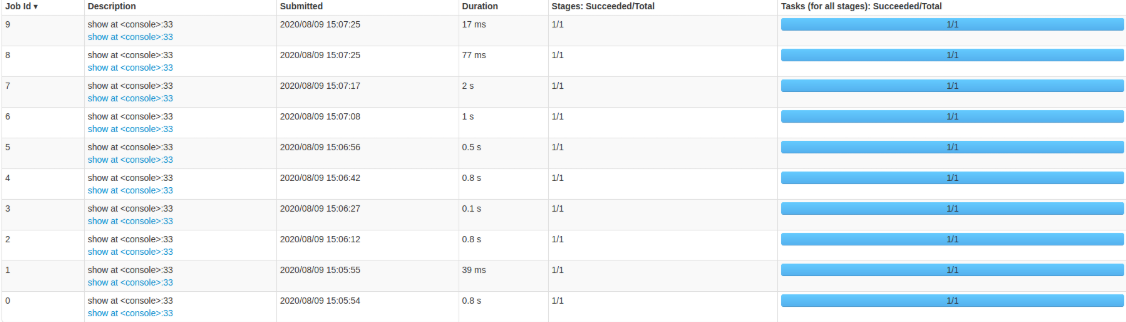 Job Id ▾ Description Submitted Duration Stages: Succeeded/Total Tasks (for all stages): Succeeded/Total
9 show at <console>:33 2020/08/09 15:07:25 17 ms 1/1 1/1
show at <console>:33
8 show at <console>:33 2020/08/09 15:07:25 77 ms 1/1 1/1
show at <console>:33
7 show at <console>:33 2020/08/09 15:07:17 2 s 1/1 1/1
show at <console>:33
6 show at <console>:33 2020/08/09 15:07:08 1 s 1/1 1/1
show at <console>:33
5 show at <console>:33 2020/08/09 15:06:56 0.5 s 1/1 1/1
show at <console>:33
4 show at <console>:33 2020/08/09 15:06:42 0.8 s 1/1 1/1
show at <console>:33
3 show at <console>:33 2020/08/09 15:06:27 0.1 s 1/1 1/1
show at <console>:33
2 show at <console>:33 2020/08/09 15:06:12 0.8 s 1/1 1/1
show at <console>:33
1 show at <console>:33 2020/08/09 15:05:55 39 ms 1/1 1/1
show at <console>:33
0 show at <console>:33 2020/08/09 15:05:54 0.8 s 1/1 1/1
show at <console>:33